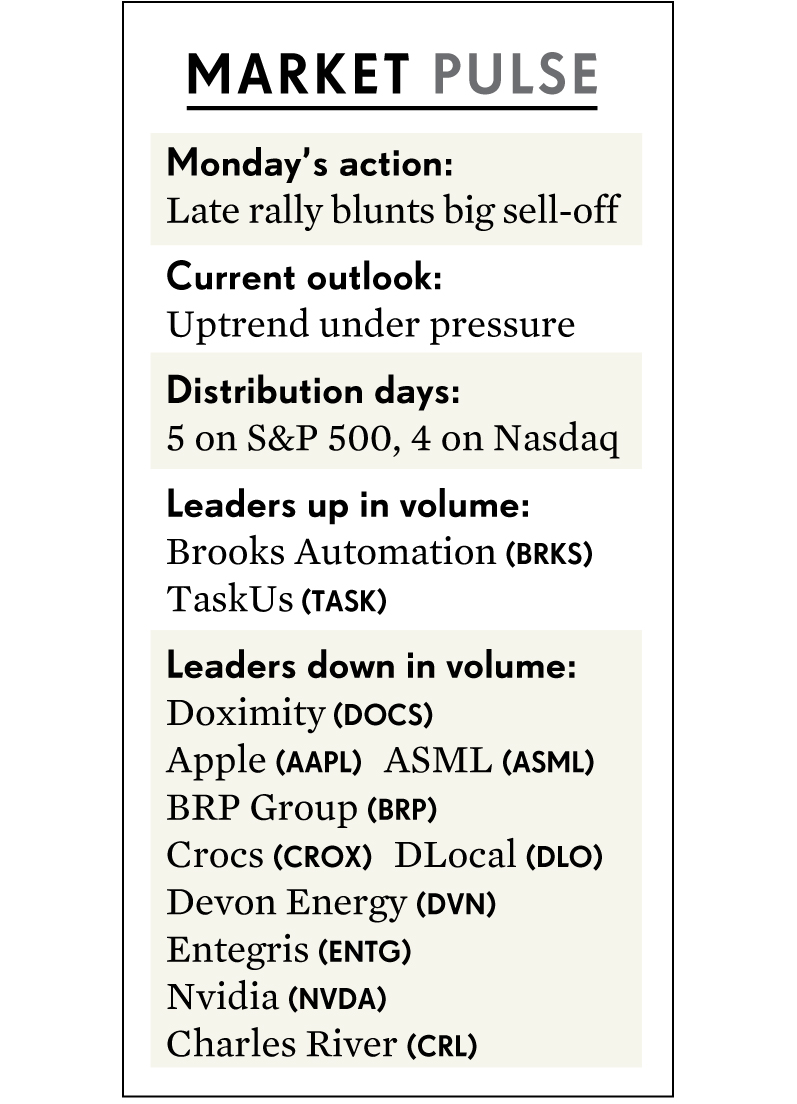 MARKET PULSE
Monday’s action:
Late rally blunts big sell-off
Current outlook:
Uptrend under pressure
Distribution days:
5 on S&P 500, 4 on Nasdaq
Leaders up in volume:
Brooks Automation (BRKS)
TaskUs (TASK)
Leaders down in volume:
Doximity (DOCS)
Apple (AAPL) ASML (ASML)
BRP Group (BRP)
Crocs (CROX) DLocal (DLO)
Devon Energy (DVN)
Entegris (ENTG)
Nvidia (NVDA)
Charles River (CRL)